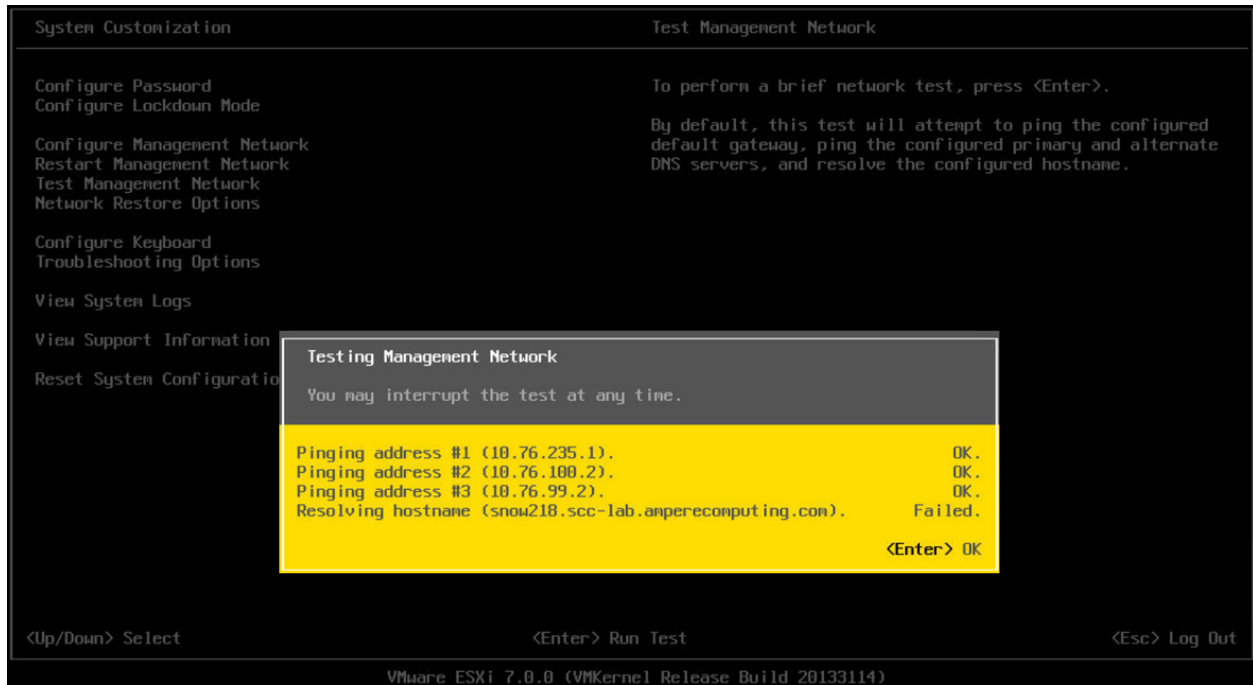 System Customization
Test Management Network
Configure Password
Configure Lockdown Mode
Configure Management Network
Restart Management Network
Test Management Network
Network Restore Options
Configure Keyboard
Troubleshooting Options
View System Logs
View Support Information
Reset System Configuratio
To perform a brief network test, press <Enter>.
By default, this test will attempt to ping the configured
default gateway, ping the configured primary and alternate
DNS servers, and resolve the configured hostname.
Testing Management Network
You may interrupt the test at any time.
Pinging address #1 (10.76.235.1). OK.
Pinging address #2 (10.76.100.2). OK.
Pinging address #3 (10.76.99.2). OK.
Resolving hostname (snow218.scc-lab.amperecomputing.com). Failed.
<Enter> OK
<Up/Down> Select <Enter> Run Test <Esc> Log Out
VMware ESXi 7.0.0 (VMKernel Release Build 20133114)